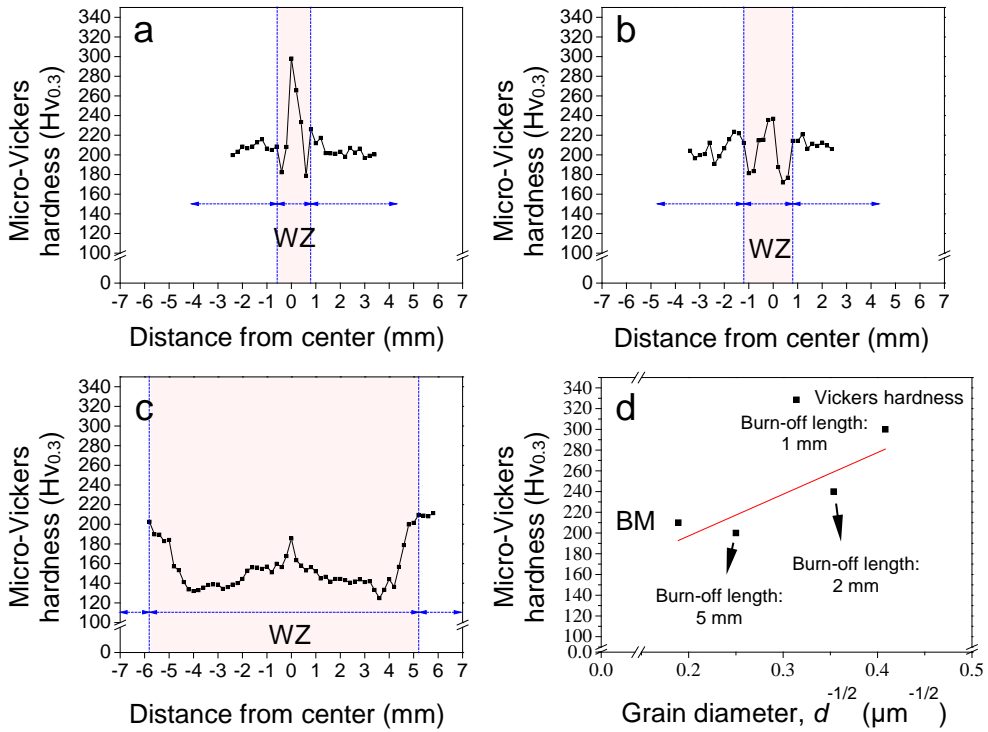 a
Micro-Vickers
hardness (Hv0.3)
340
320
300
280
260
240
220
200
180
160
140
120
100
0
WZ
-7 -6 -5 -4 -3 -2 -1 0 1 2 3 4 5 6 7
Distance from center (mm)
b
Micro-Vickers
hardness (Hv0.3)
340
320
300
280
260
240
220
200
180
160
140
120
100
0
WZ
-7 -6 -5 -4 -3 -2 -1 0 1 2 3 4 5 6 7
Distance from center (mm)
c
Micro-Vickers
hardness (Hv0.3)
340
320
300
280
260
240
220
200
180
160
140
120
100
0
WZ
-7 -6 -5 -4 -3 -2 -1 0 1 2 3 4 5 6 7
Distance from center (mm)
d
Micro-Vickers
hardness (Hv0.3)
340
320
300
280
260
240
220
200
180
160
140
120
100
0.0
Vickers hardness
Burn-off length:
1 mm
BM
Burn-off length:
2 mm
Burn-off length:
5 mm
0.0 0.2 0.3 0.4 0.5
Grain diameter, d-1/2 (µm-1/2)